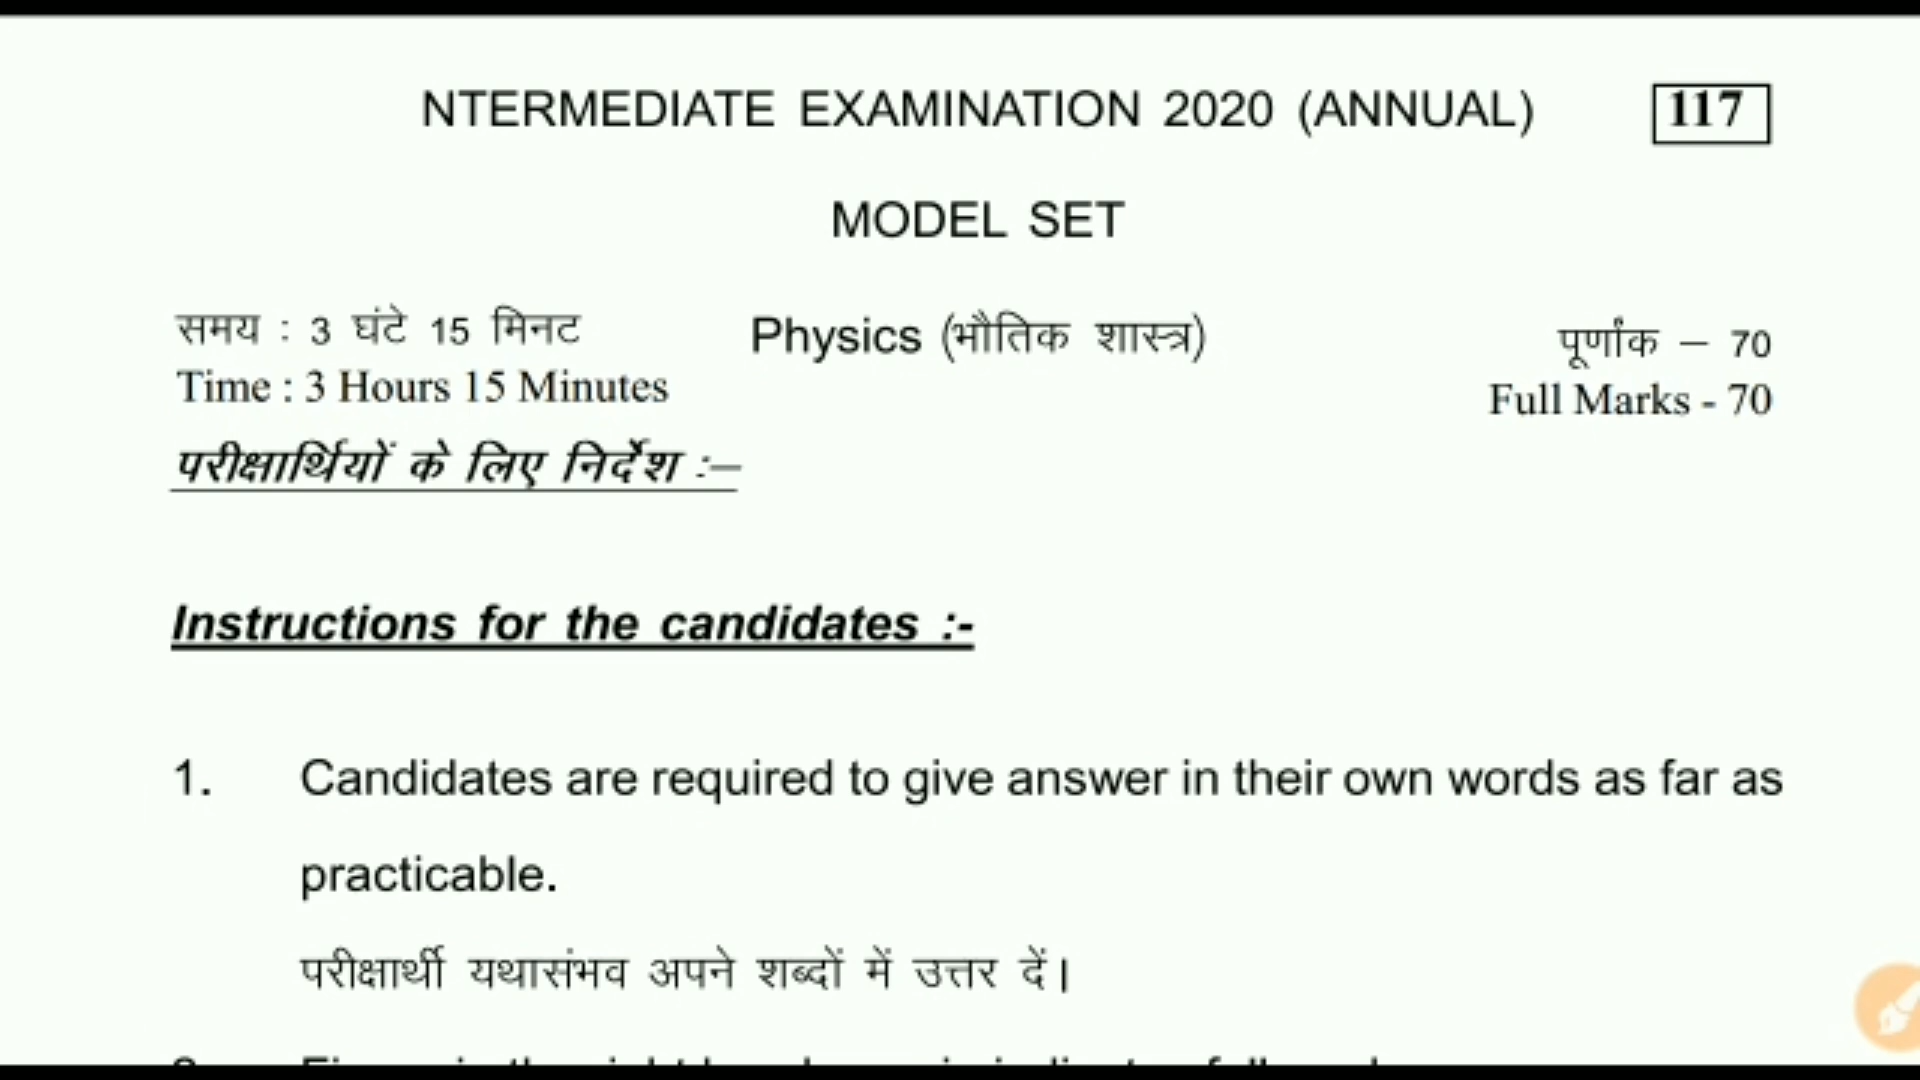 NTERMEDIATE EXAMINATION 2020 (ANNUAL) 117
MODEL SET
समय : 3 घंटे 15 मिनट Physics (भौतिक शास्त्र) पूर्णांक – 70
Time : 3 Hours 15 Minutes Full Marks - 70
परीक्षार्थियों के लिए निर्देश :–
Instructions for the candidates :-
1. Candidates are required to give answer in their own words as far as
practicable.
परीक्षार्थी यथासंभव अपने शब्दों में उत्तर दें।